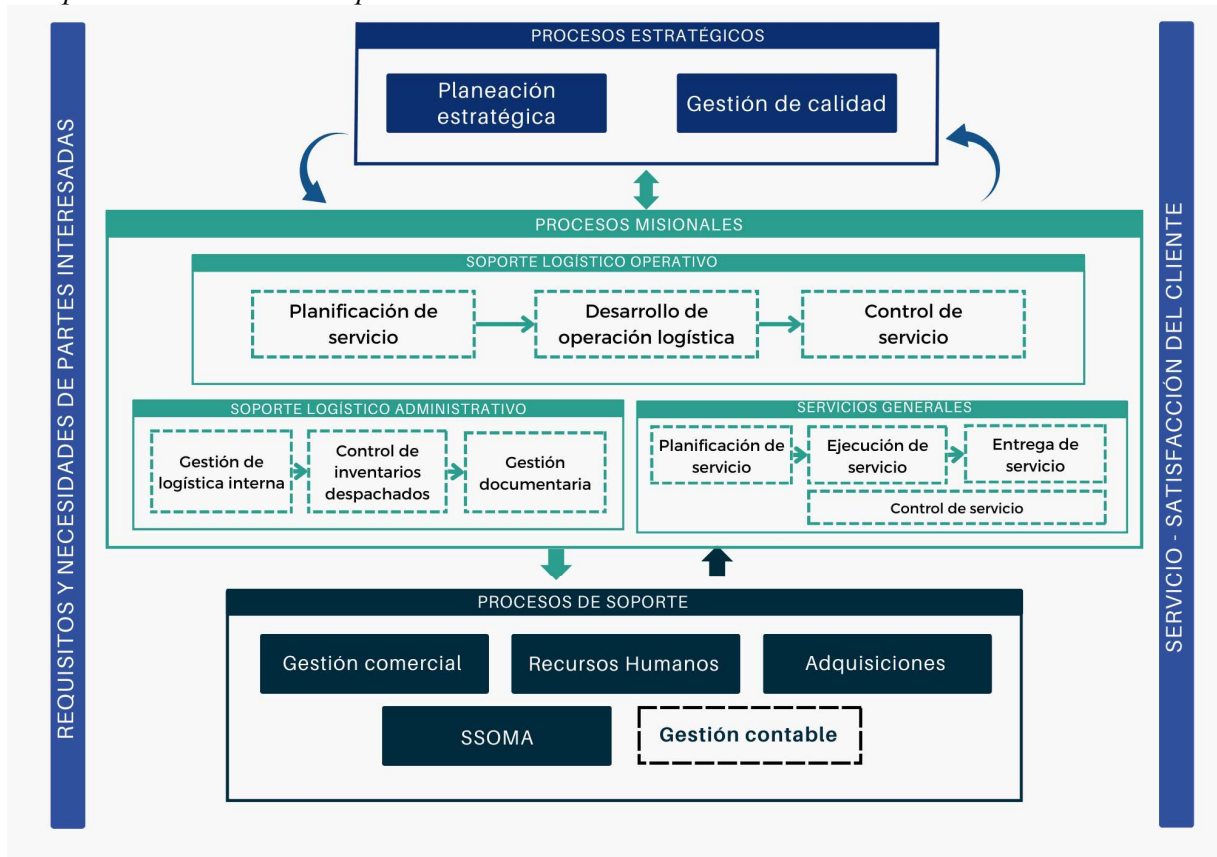 REQUISITOS Y NECESIDADES DE PARTES INTERESADAS
PROCESOS ESTRATÉGICOS
Planeación
estratégica
Gestión de calidad
PROCESOS MISIONALES
SOPORTE LOGÍSTICO OPERATIVO
Planificación de
servicio
Desarrollo de
operación logística
Control de
servicio
SOPORTE LOGÍSTICO ADMINISTRATIVO
Gestión de
logística interna
Control de
inventarios
despachados
Gestión
documentaria
SERVICIOS GENERALES
Planificación de
servicio
Ejecución de
servicio
Entrega de
servicio
Control de servicio
PROCESOS DE SOPORTE
Gestión comercial
Recursos Humanos
Adquisiciones
SSOMA
Gestión contable
SERVICIO - SATISFACCIÓN DEL CLIENTE